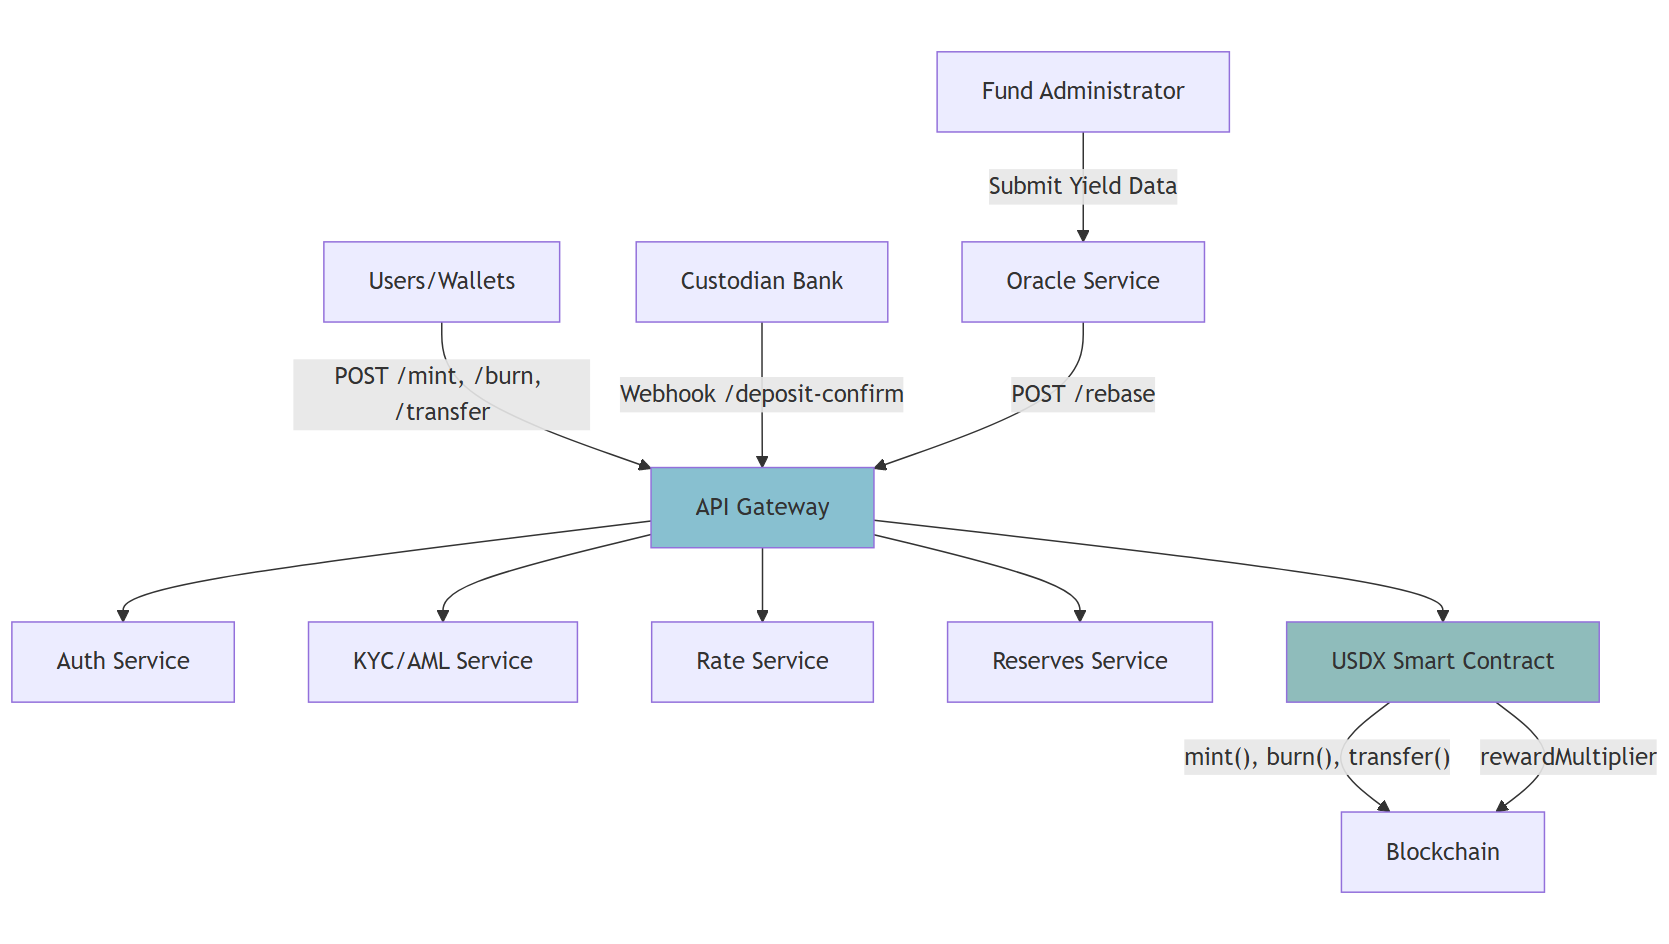 Fund Administrator
Submit Yield Data
Users/Wallets
Custodian Bank
Oracle Service
POST /mint, /burn,
/transfer
Webhook /deposit-confirm
POST /rebase
API Gateway
Auth Service
KYC/AML Service
Rate Service
Reserves Service
USDX Smart Contract
mint(), burn(), transfer()
rewardMultiplier
Blockchain